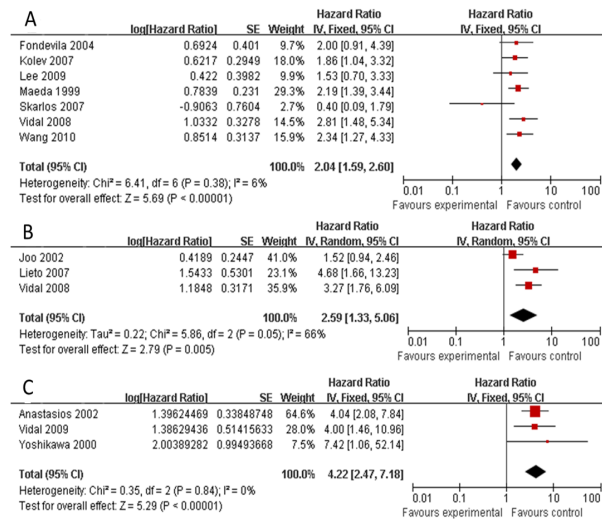 A
Hazard Ratio Hazard Ratio
log[Hazard Ratio] SE Weight IV, Fixed, 95% CI IV, Fixed, 95% CI
Fondevila 2004 0.6924 0.401 9.7% 2.00 [0.91, 4.39]
Kolev 2007 0.6217 0.2949 18.0% 1.86 [1.04, 3.32]
Lee 2009 0.422 0.3982 9.9% 1.53 [0.70, 3.33]
Maeda 1999 0.7839 0.231 29.3% 2.19 [1.39, 3.44]
Skarlos 2007 -0.9063 0.7604 2.7% 0.40 [0.09, 1.79]
Vidal 2008 1.0332 0.3278 14.5% 2.81 [1.48, 5.34]
Wang 2010 0.8514 0.3137 15.9% 2.34 [1.27, 4.33]
Total (95% CI) 100.0% 2.04 [1.59, 2.60]
Heterogeneity: Chi² = 6.41, df = 6 (P = 0.38); I² = 6%
Test for overall effect: Z = 5.69 (P < 0.00001)
0.01 0.1 1 10 100
Favours experimental Favours control
B
Hazard Ratio Hazard Ratio
log[Hazard Ratio] SE Weight IV, Random, 95% CI IV, Random, 95% CI
Joo 2002 0.4189 0.2447 41.0% 1.52 [0.94, 2.46]
Lieto 2007 1.5433 0.5301 23.1% 4.68 [1.66, 13.23]
Vidal 2008 1.1848 0.3171 35.9% 3.27 [1.76, 6.09]
Total (95% CI) 100.0% 2.59 [1.33, 5.06]
Heterogeneity: Tau² = 0.22; Chi² = 5.86, df = 2 (P = 0.05); I² = 66%
Test for overall effect: Z = 2.79 (P = 0.005)
0.01 0.1 1 10 100
Favours experimental Favours control
C
Hazard Ratio Hazard Ratio
log[Hazard Ratio] SE Weight IV, Fixed, 95% CI IV, Fixed, 95% CI
Anastasios 2002 1.39624469 0.33848748 64.6% 4.04 [2.08, 7.84]
Vidal 2009 1.38629436 0.51415633 28.0% 4.00 [1.46, 10.96]
Yoshikawa 2000 2.00389282 0.99493668 7.5% 7.42 [1.06, 52.14]
Total (95% CI) 100.0% 4.22 [2.47, 7.18]
Heterogeneity: Chi² = 0.35, df = 2 (P = 0.84); I² = 0%
Test for overall effect: Z = 5.29 (P < 0.00001)
0.01 0.1 1 10 100
Favours experimental Favours control